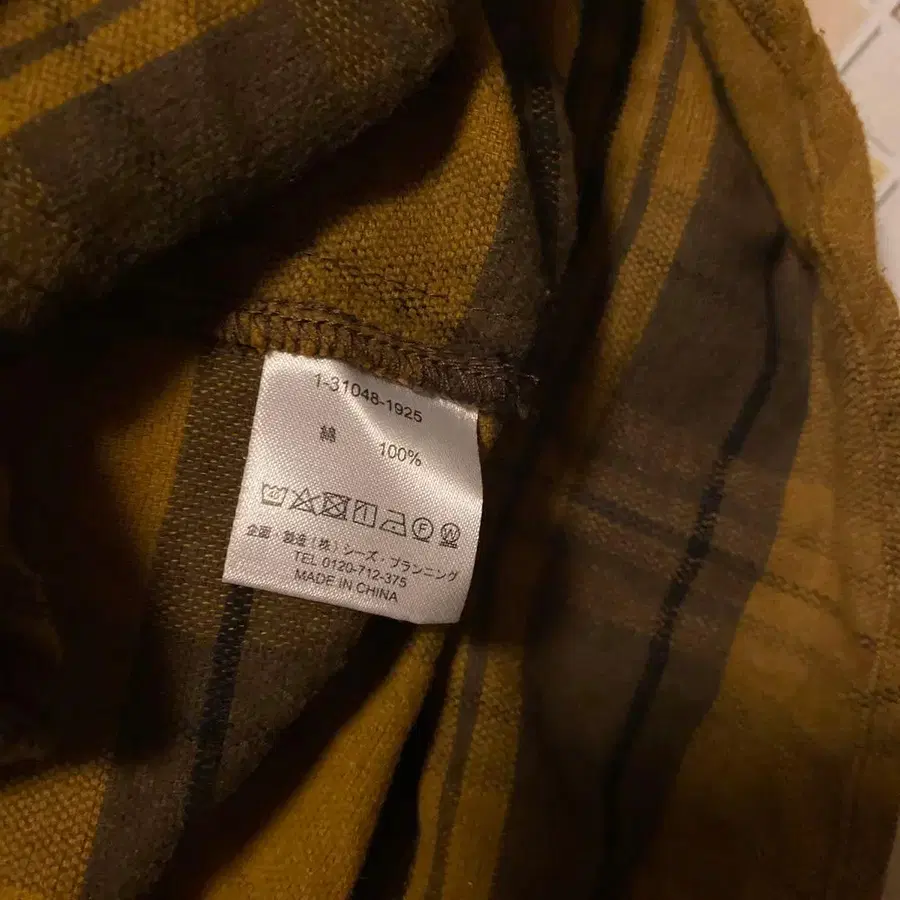 1-31048-1925
綿 100%
企画・製造(株)シーズ・プランニング
TEL 0120-712-375
MADE IN CHINA